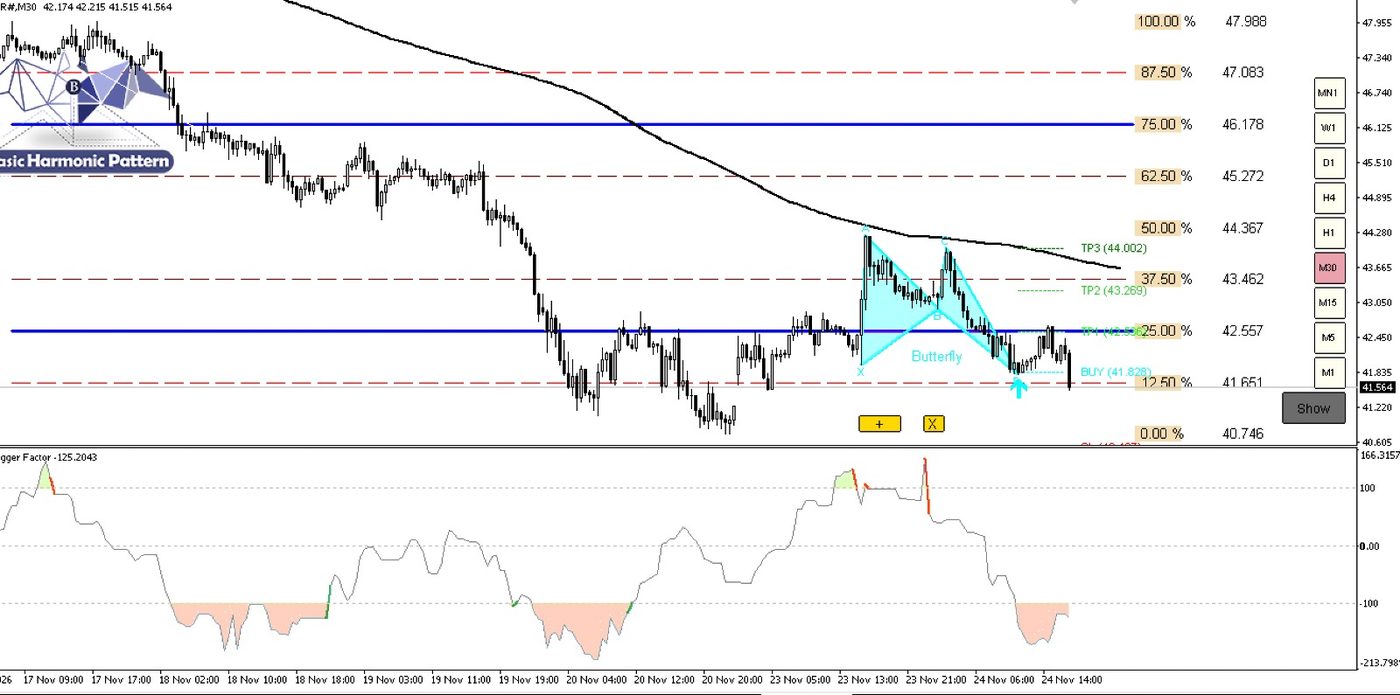 R#,M30 42.174 42.215 41.515 41.564
100.00 % 47.988
87.50 % 47.083
75.00 % 46.178
62.50 % 45.272
50.00 % 44.367
TP3 (44.002)
37.50 % 43.462
TP2 (43.269)
25.00 % 42.557
BUY (41.828)
12.50 % 41.651
0.00 % 40.746
B
asic Harmonic Pattern
A
C
B
X
Butterfly
+
X
MN1
W1
D1
H4
H1
M30
M15
M5
M1
Show
47.955
47.340
46.740
46.125
45.510
44.895
44.280
43.665
43.050
42.450
41.835
41.564
41.220
40.605
gger Factor -125.2043
166.3157
100
0.00
-100
-213.798
026 17 Nov 09:00 17 Nov 17:00 18 Nov 02:00 18 Nov 10:00 18 Nov 18:00 19 Nov 03:00 19 Nov 11:00 19 Nov 19:00 20 Nov 04:00 20 Nov 12:00 20 Nov 20:00 23 Nov 05:00 23 Nov 13:00 23 Nov 21:00 24 Nov 06:00 24 Nov 14:00